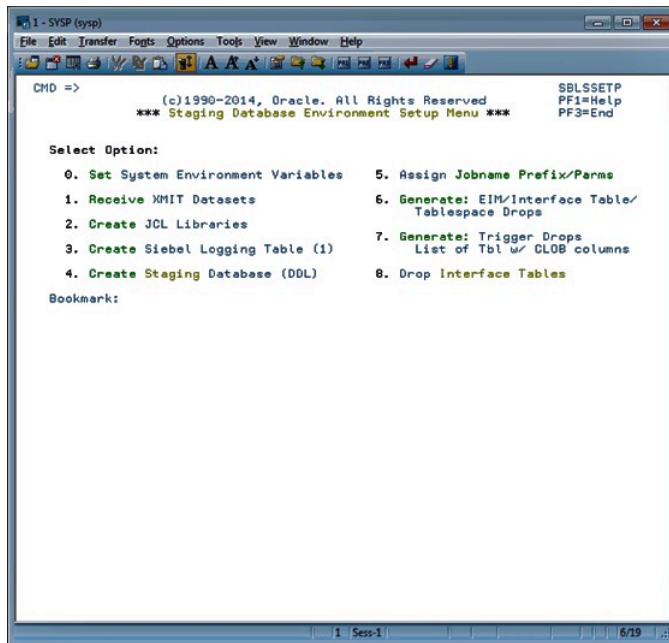 1 - SYSP (sysp)
File Edit Transfer Fonts Options Tools View Window Help
CMD => SBLSSETP
(c)1990-2014, Oracle. All Rights Reserved PF1=Help
*** Staging Database Environment Setup Menu *** PF3=End
Select Option:
0. Set System Environment Variables 5. Assign Jobname Prefix/Parms
1. Receive XMIT Datasets 6. Generate: EIM/Interface Table/
Tablespace Drops
2. Create JCL Libraries
7. Generate: Trigger Drops
3. Create Siebel Logging Table (1) List of Tbl w/ CLOB columns
4. Create Staging Database (DDL) 8. Drop Interface Tables
Bookmark:
1 Sess-1 6/19